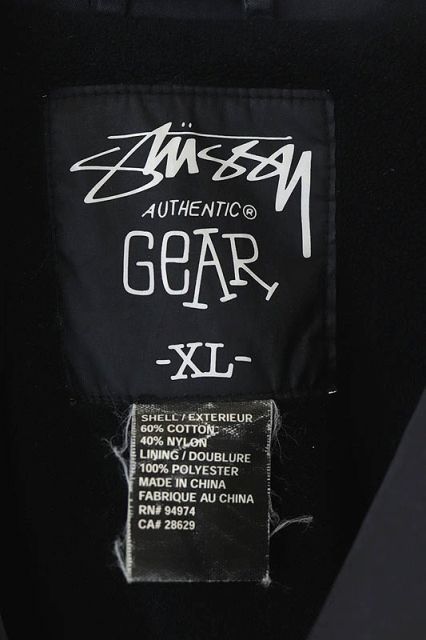 Stüssy
AUTHENTIC®
GEAR
-XL-
SHELL / EXTERIEUR
60% COTTON
40% NYLON
LINING / DOUBLURE
100% POLYESTER
MADE IN CHINA
FABRIQUE AU CHINA
RN# 94974
CA# 28629